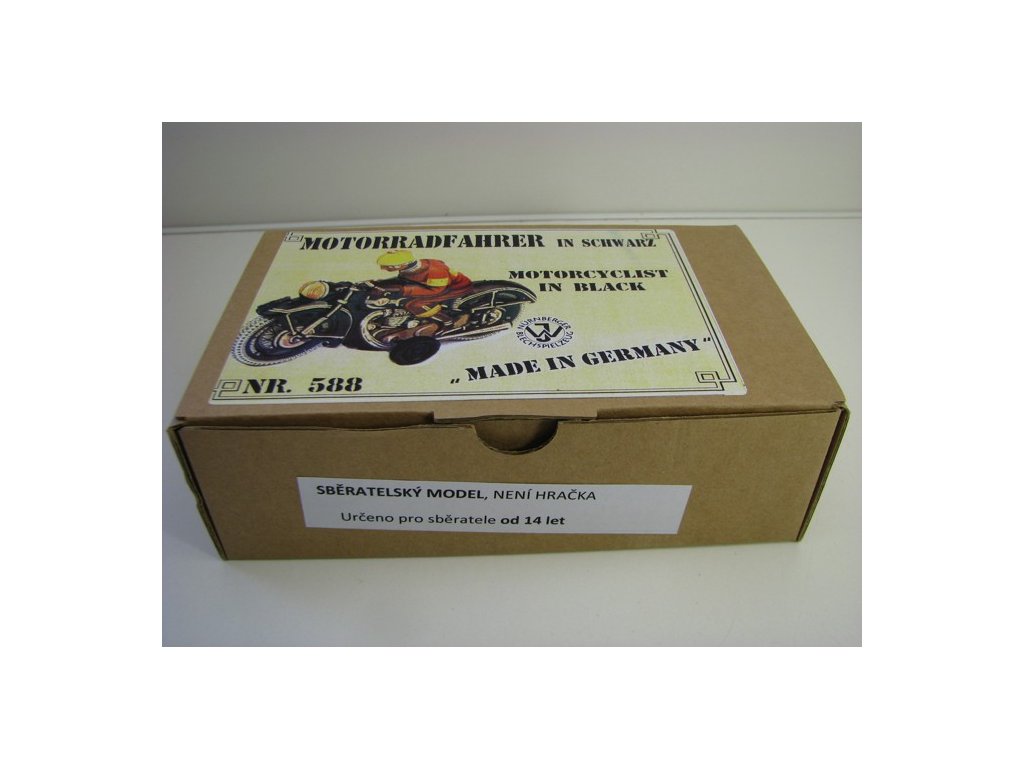 MOTORRADFAHRER IN SCHWARZ
MOTORCYCLIST
IN BLACK
NÜRNBERGER
BLECHSPIELZEUG
JW
„MADE IN GERMANY"
NR. 588
SBĚRATELSKÝ MODEL, NENÍ HRAČKA
Určeno pro sběratele od 14 let